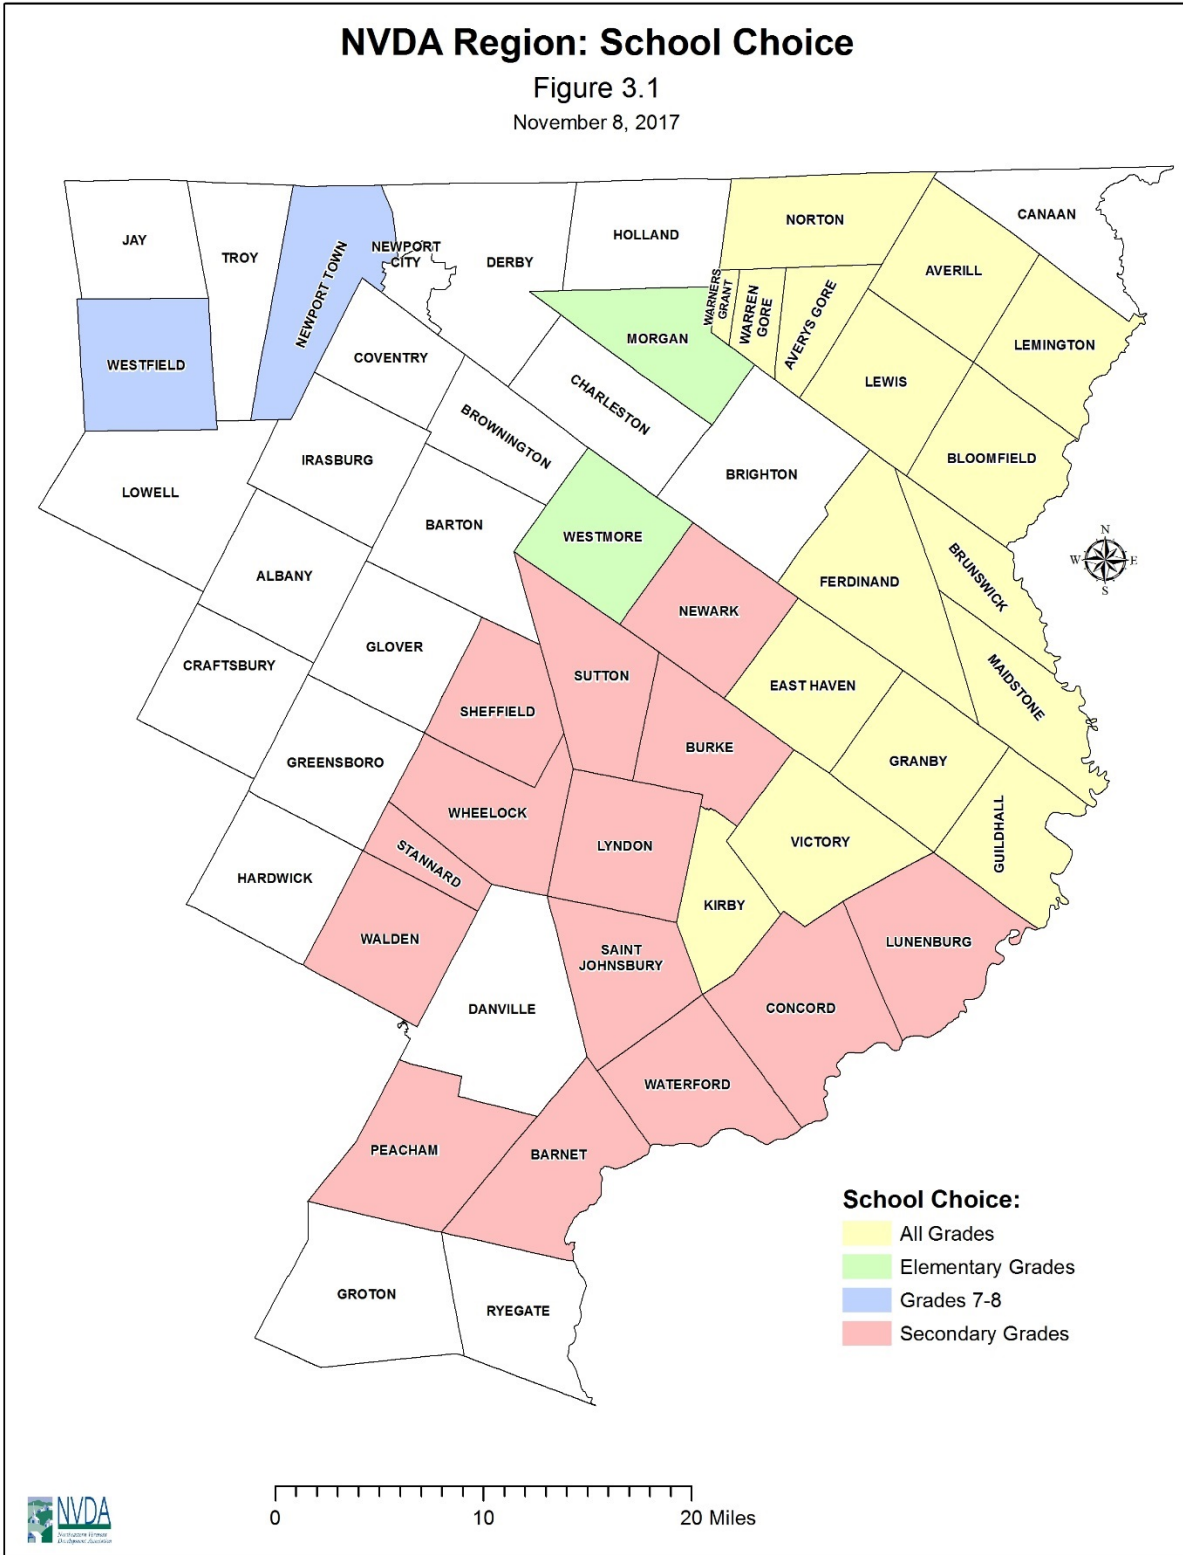 NVDA Region: School Choice
Figure 3.1
November 8, 2017
JAY
TROY
NEWPORT TOWN
NEWPORT
CITY
DERBY
HOLLAND
NORTON
CANAAN
AVERILL
WARNERS
GRANT
WARREN
GORE
AVERYS GORE
LEMINGTON
WESTFIELD
MORGAN
COVENTRY
LEWIS
CHARLESTON
BROWNINGTON
BLOOMFIELD
IRASBURG
BRIGHTON
LOWELL
BARTON
WESTMORE
N
W
E
S
ALBANY
FERDINAND
BRUNSWICK
NEWARK
GLOVER
CRAFTSBURY
SUTTON
EAST HAVEN
MAIDSTONE
SHEFFIELD
BURKE
GREENSBORO
GRANBY
WHEELOCK
LYNDON
VICTORY
GUILDHALL
STANNARD
HARDWICK
KIRBY
WALDEN
SAINT
JOHNSBURY
LUNENBURG
DANVILLE
CONCORD
WATERFORD
PEACHAM
BARNET
GROTON
RYEGATE
School Choice:
All Grades
Elementary Grades
Grades 7-8
Secondary Grades
NVDA
Northeastern Vermont
Development Association
0
10
20 Miles